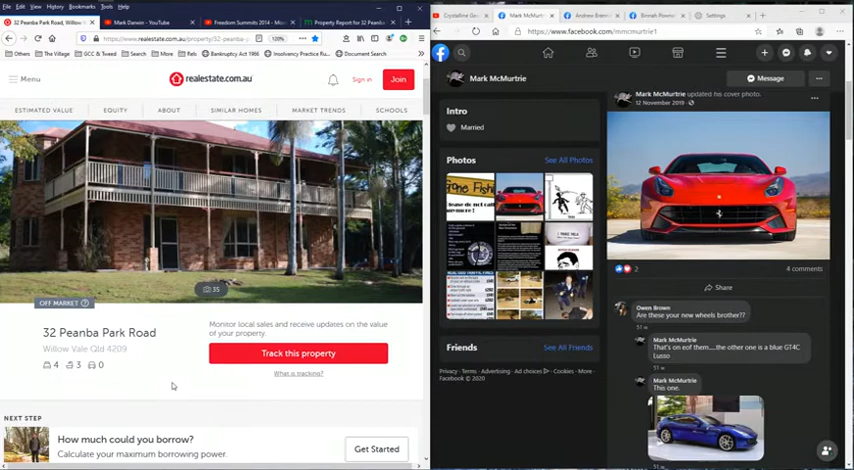 File Edit View History Bookmarks Tools Help
32 Peanba Park Road, Willow V
Mark Darwin - YouTube
Freedom Summits 2014 - M
Property Report for 32 Peanba
https://www.realestate.com.au/property/32-peanba-p
120%
Others
The Village
GCC & Tweed
Search
More
Rels
Bankruptcy Act 1966
Insolvency Practice Ru
Document Search
Menu
realestate.com.au
Sign in
Join
ESTIMATED VALUE
EQUITY
ABOUT
SIMILAR HOMES
MARKET TRENDS
SCHOOLS
35
OFF MARKET
32 Peanba Park Road
Willow Vale Qld 4209
4 3 0
Monitor local sales and receive updates on the value
of your property.
Track this property
What is tracking?
NEXT STEP
How much could you borrow?
Calculate your maximum borrowing power.
Get Started
Crystalline Go
Mark McMurtrie
Settings
https://www.facebook.com/mmcmurtrie1
Mark McMurtrie
Message
Intro
Married
Photos
See All Photos
Gone Fishi
Friends
See All Friends
Privacy · Terms · Advertising · Ad choices · Cookies · More ·
Facebook © 2020
Mark McMurtrie updated his cover photo.
12 November 2019
2
4 comments
Share
Owen Brown
Are these your new wheels brother??
51 w
Mark McMurtrie
That's on eof them.....the other one is a blue GT4C
Lusso
51 w
Mark McMurtrie
This one.
51 w